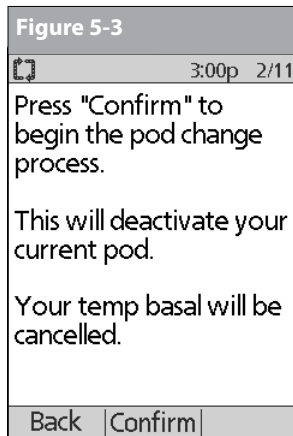 Figure 5-3
3:00p 2/11
Press "Confirm" to
begin the pod change
process.
This will deactivate your
current pod.
Your temp basal will be
cancelled.
Back Confirm